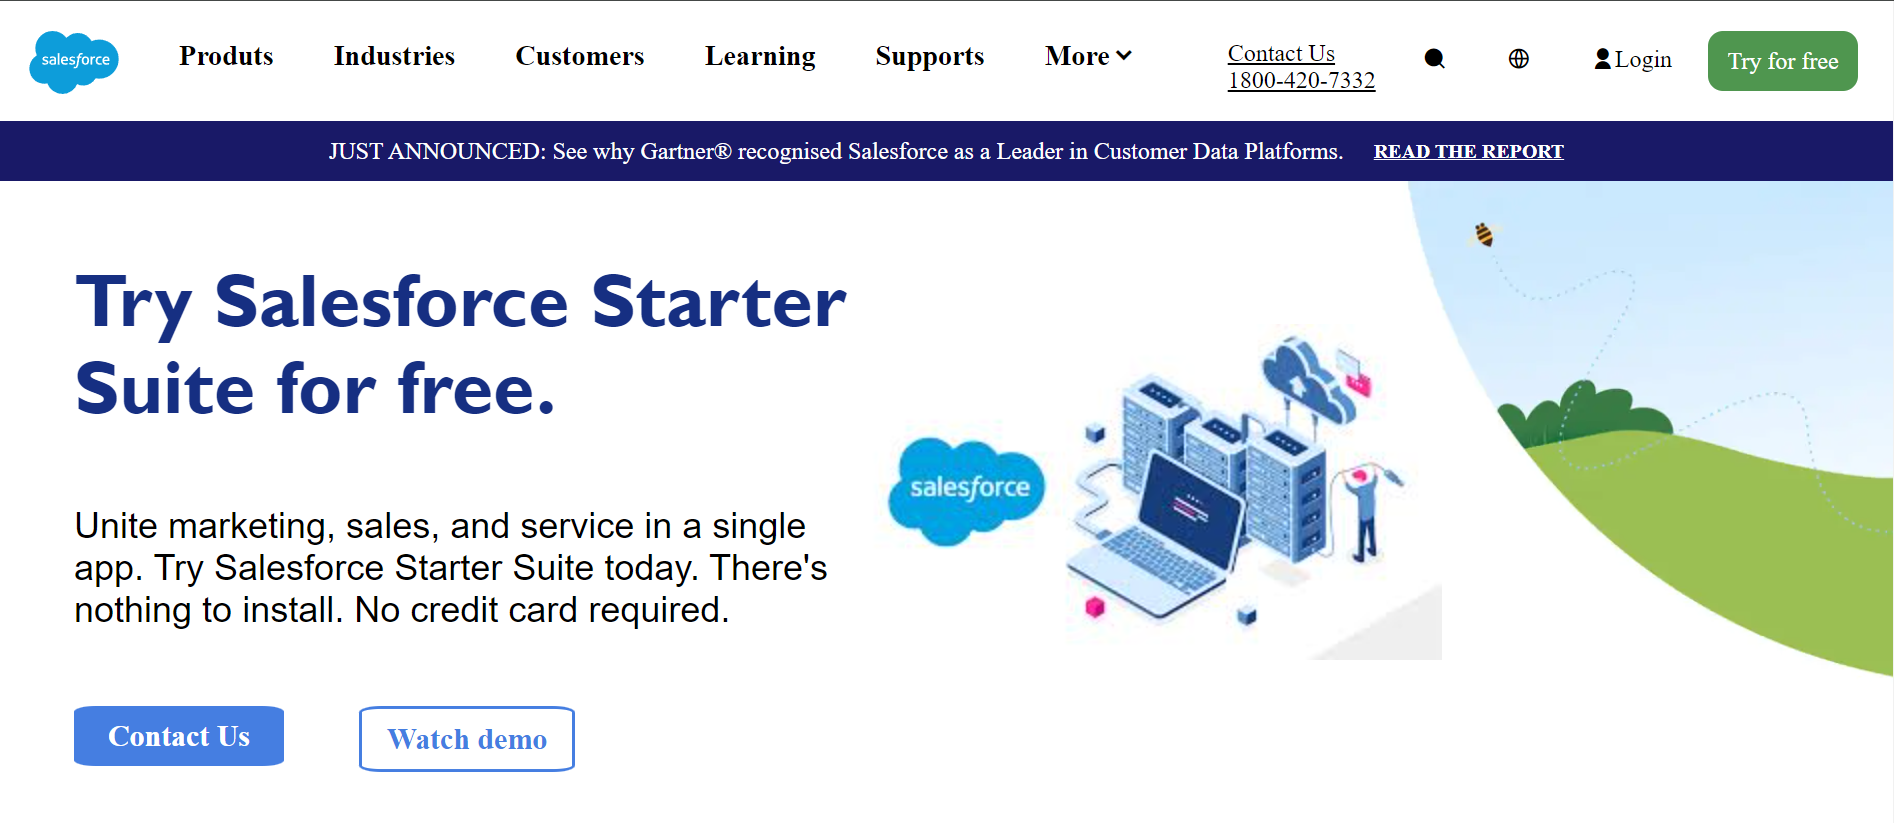 salesforce
Produts
Industries
Customers
Learning
Supports
More
Contact Us
1800-420-7332
Login
Try for free
JUST ANNOUNCED: See why Gartner® recognised Salesforce as a Leader in Customer Data Platforms.
READ THE REPORT
Try Salesforce Starter
Suite for free.
Unite marketing, sales, and service in a single
app. Try Salesforce Starter Suite today. There's
nothing to install. No credit card required.
Contact Us
Watch demo
salesforce